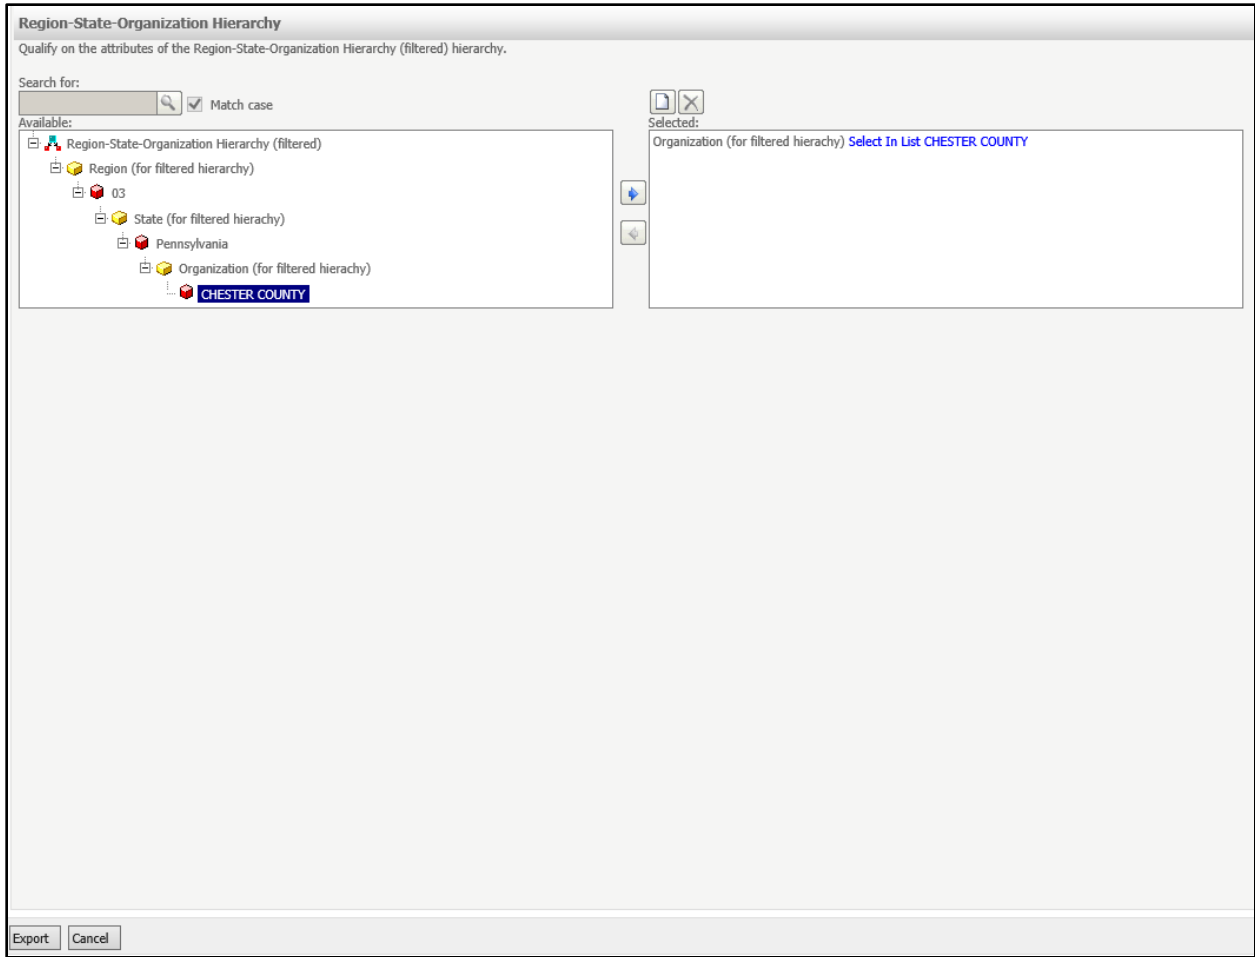 Region-State-Organization Hierarchy
Qualify on the attributes of the Region-State-Organization Hierarchy (filtered) hierarchy.
Search for:
Match case
Available:
Region-State-Organization Hierarchy (filtered)
Region (for filtered hierarchy)
03
State (for filtered hierachy)
Pennsylvania
Organization (for filtered hierachy)
CHESTER COUNTY
Selected:
Organization (for filtered hierachy) Select In List CHESTER COUNTY
Export Cancel